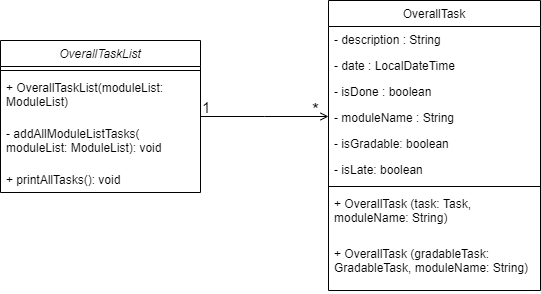 OverallTaskList
+ OverallTaskList(moduleList:
ModuleList)
- addAllModuleListTasks(
moduleList: ModuleList): void
+ printAllTasks(): void
1
*
OverallTask
- description : String
- date : LocalDateTime
- isDone : boolean
- moduleName : String
- isGradable: boolean
- isLate: boolean
+ OverallTask (task: Task,
moduleName: String)
+ OverallTask (gradableTask:
GradableTask, moduleName: String)